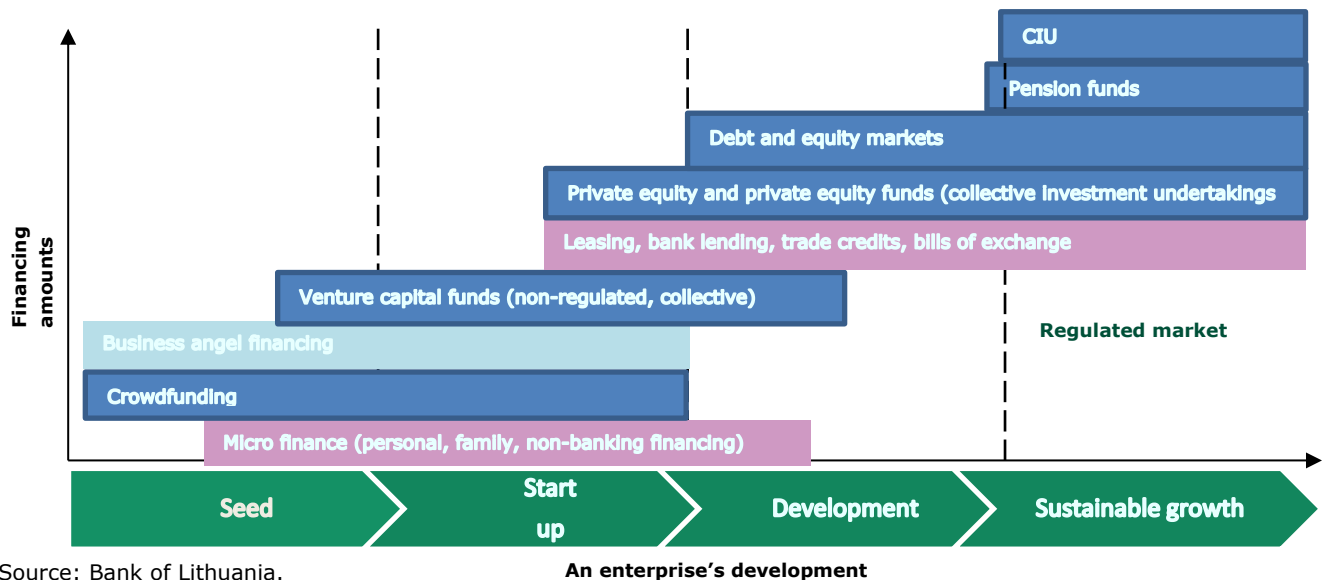 CIU
Pension funds
Debt and equity markets
Private equity and private equity funds (collective investment undertakings
Leasing, bank lending, trade credits, bills of exchange
Financing
amounts
Venture capital funds (non-regulated, collective)
Regulated market
Business angel financing
Crowdfunding
Micro finance (personal, family, non-banking financing)
Seed
Start
up
Development
Sustainable growth
Source: Bank of Lithuania.
An enterprise's development